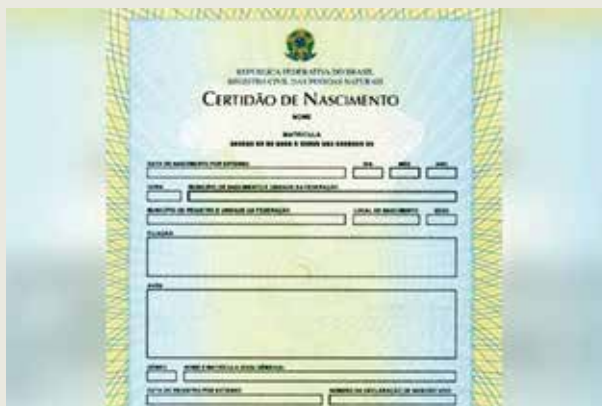 REPÚBLICA FEDERATIVA DO BRASIL
REGISTRO CIVIL DAS PESSOAS NATURAIS
CERTIDÃO DE NASCIMENTO
NOME
MATRÍCULA
DATA DE NASCIMENTO POR EXTENSO DIA MÊS ANO
HORA MUNICÍPIO DE NASCIMENTO E UNIDADE DA FEDERAÇÃO
MUNICÍPIO DE REGISTRO E UNIDADE DA FEDERAÇÃO LOCAL DE NASCIMENTO SEXO
FILIAÇÃO
AVÓS
GÊMEO NOME E MATRÍCULA DO(S) GÊMEO(S)
DATA DO REGISTRO POR EXTENSO NÚMERO DA DECLARAÇÃO DE NASCIDO VIVO